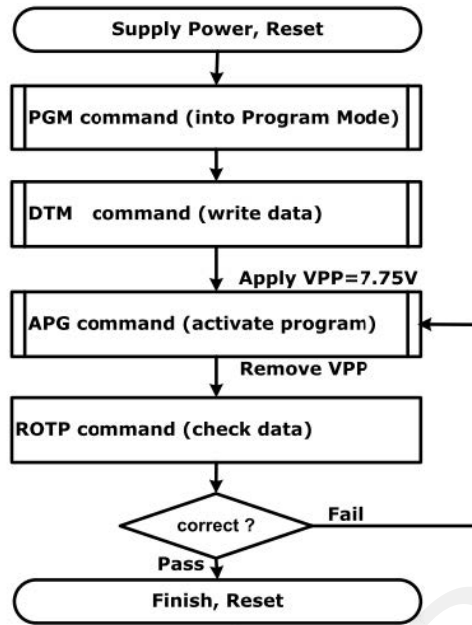 Supply Power, Reset
PGM command (into Program Mode)
DTM command (write data)
Apply VPP=7.75V
APG command (activate program)
Remove VPP
ROTP command (check data)
correct ?
Fail
Pass
Finish, Reset